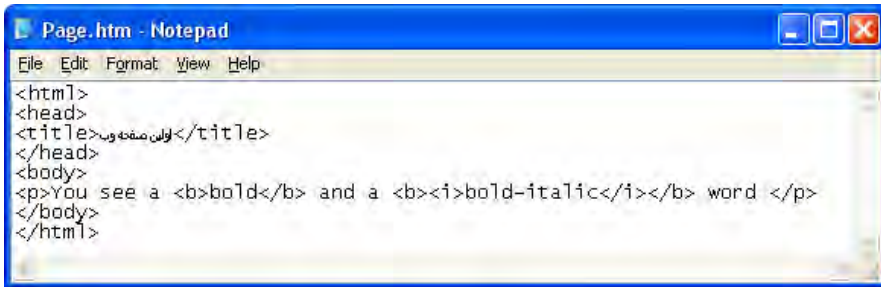 Page.htm - Notepad
File Edit Format View Help
<html>
<head>
<title>اولین صفحه وب</title>
</head>
<body>
<p>You see a <b>bold</b> and a <b><i>bold-italic</i></b> word </p>
</body>
</html>